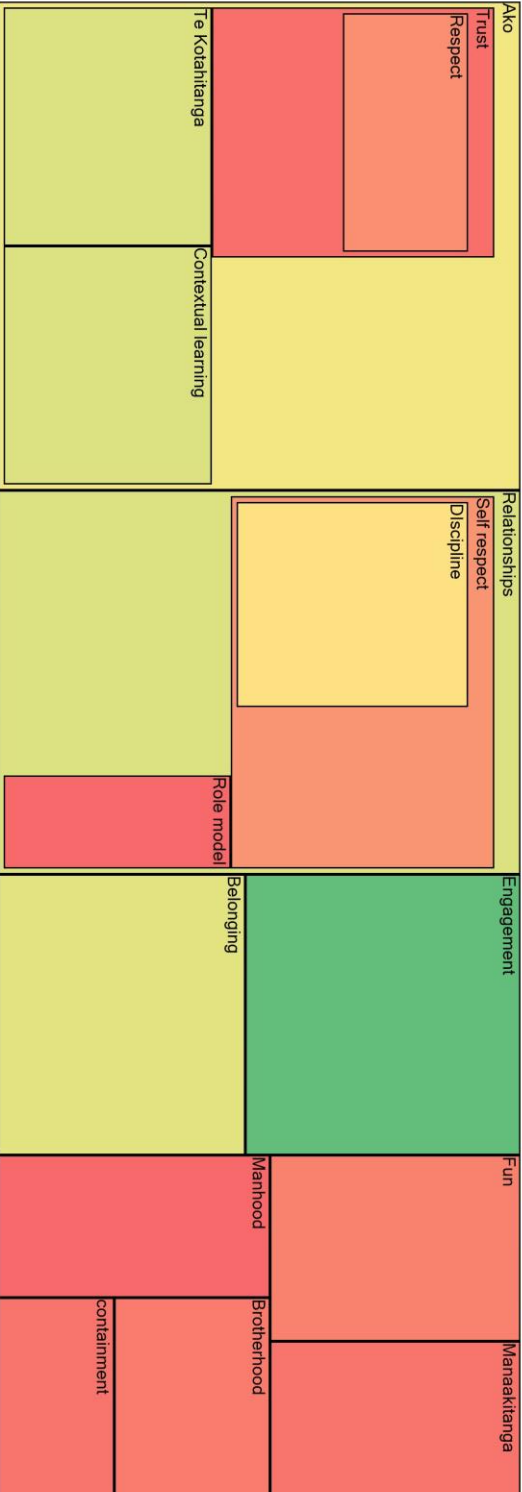 Ako
Trust
Respect
Te Kotahitanga
Contextual learning
Relationships
Self respect
DIscipline
Role model
Engagement
Belonging
Fun
Manaakitanga
Manhood
Brotherhood
containment